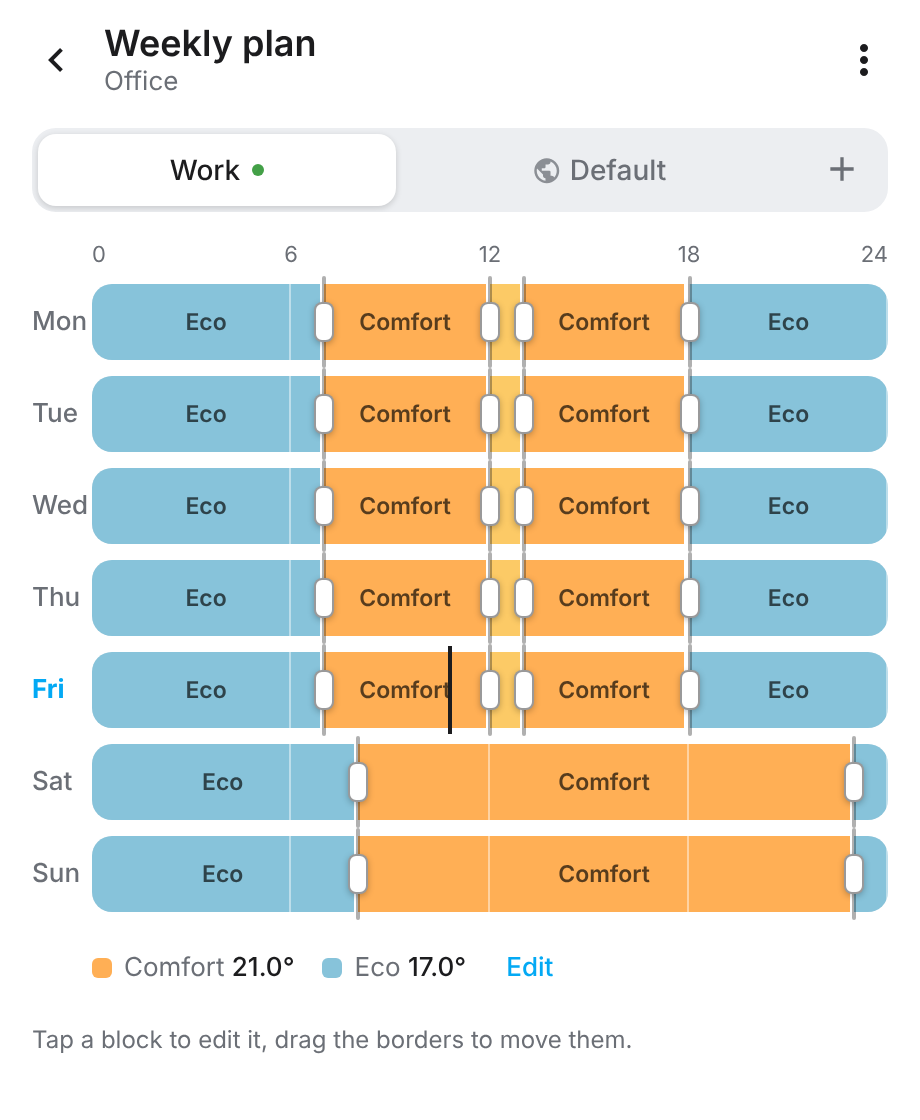 Weekly plan
Office
Work
Default
0 6 12 18 24
Mon Eco Comfort Comfort Eco
Tue Eco Comfort Comfort Eco
Wed Eco Comfort Comfort Eco
Thu Eco Comfort Comfort Eco
Fri Eco Comfort Comfort Eco
Sat Eco Comfort
Sun Eco Comfort
Comfort 21.0° Eco 17.0° Edit
Tap a block to edit it, drag the borders to move them.